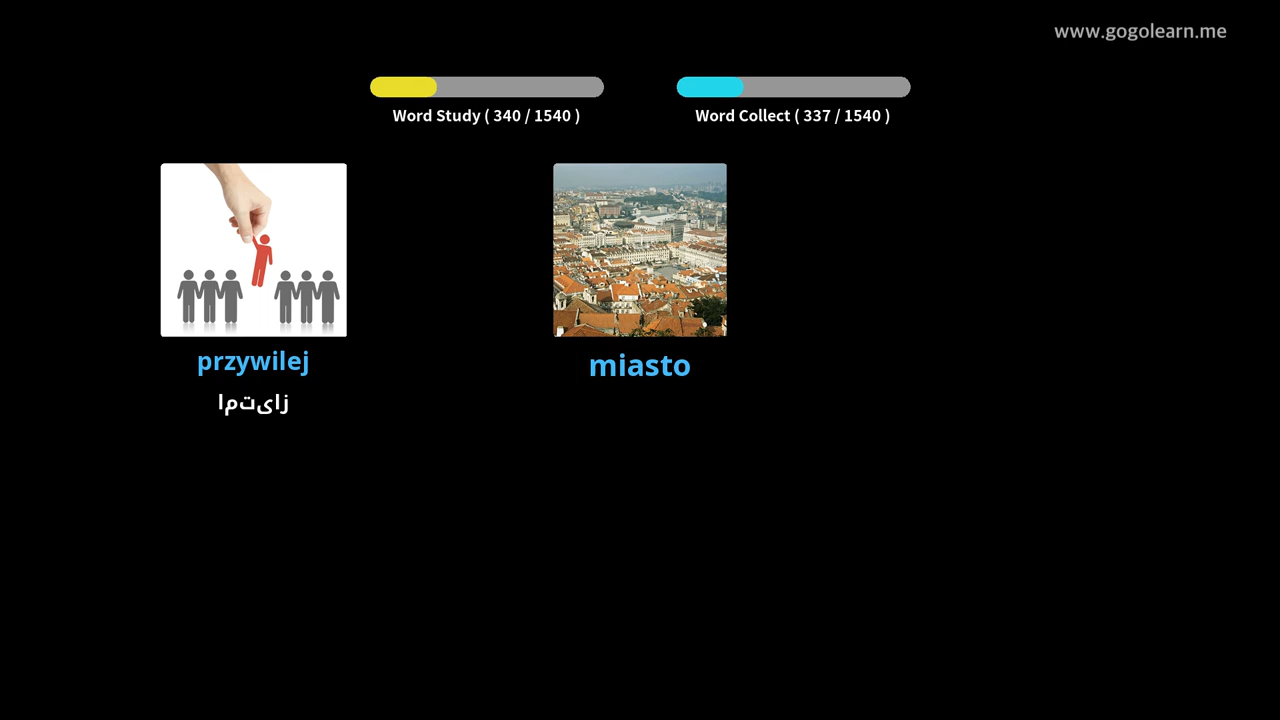 www.gogolearn.me
Word Study ( 340 / 1540 )
Word Collect ( 337 / 1540 )
przywilej
امتیاز
miasto